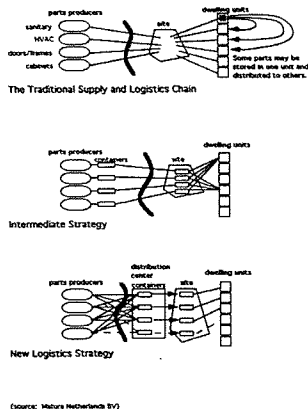 parts producers
dwelling units
site
sanitary
HVAC
doors/frames
cabinets
Some parts may be
stored in one unit and
distributed to others.
The Traditional Supply and Logistics Chain
parts producers
dwelling units
containers
site
Intermediate Strategy
distribution
center
parts producers
containers
site
dwelling units
New Logistics Strategy
(source: Matura Netherlands BV)